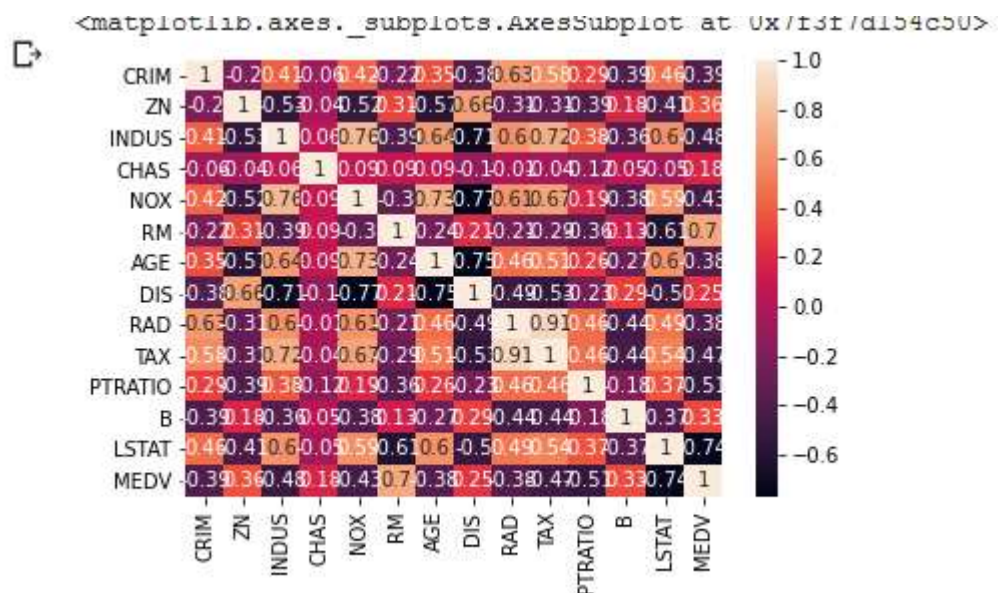 <matplotlib.axes._subplots.AxesSubplot at 0x7f3f7d154c50>
CRIM 1 -0.2 0.41 -0.06 0.42 -0.22 0.35 -0.38 0.63 0.58 0.29 -0.39 0.46 -0.39
ZN -0.2 1 -0.53 -0.04 -0.52 0.31 -0.57 0.66 -0.31 -0.31 -0.39 0.18 -0.41 0.36
INDUS 0.41 -0.53 1 0.06 0.76 -0.39 0.64 -0.71 0.6 0.72 0.38 -0.36 0.6 -0.48
CHAS -0.06 -0.04 0.06 1 0.09 0.09 0.09 -0.1 -0.01 -0.04 -0.12 0.05 -0.05 0.18
NOX 0.42 -0.52 0.76 0.09 1 -0.3 0.73 -0.77 0.61 0.67 0.19 -0.38 0.59 -0.43
RM -0.22 0.31 -0.39 0.09 -0.3 1 -0.24 0.21 -0.21 -0.29 -0.36 0.13 -0.61 0.7
AGE 0.35 -0.57 0.64 0.09 0.73 -0.24 1 -0.75 0.46 0.51 0.26 -0.27 0.6 -0.38
DIS -0.38 0.66 -0.71 -0.1 -0.77 0.21 -0.75 1 -0.49 -0.53 -0.23 0.29 -0.5 0.25
RAD 0.63 -0.31 0.6 -0.01 0.61 -0.21 0.46 -0.49 1 0.91 0.46 -0.44 0.49 -0.38
TAX 0.58 -0.31 0.72 -0.04 0.67 -0.29 0.51 -0.53 0.91 1 0.46 -0.44 0.54 -0.47
PTRATIO 0.29 -0.39 0.38 -0.12 0.19 -0.36 0.26 -0.23 0.46 0.46 1 -0.18 0.37 -0.51
B -0.39 0.18 -0.36 0.05 -0.38 0.13 -0.27 0.29 -0.44 -0.44 -0.18 1 -0.37 0.33
LSTAT 0.46 -0.41 0.6 -0.05 0.59 -0.61 0.6 -0.5 0.49 0.54 0.37 -0.37 1 -0.74
MEDV -0.39 0.36 -0.48 0.18 -0.43 0.7 -0.38 0.25 -0.38 -0.47 -0.51 0.33 -0.74 1
CRIM ZN INDUS CHAS NOX RM AGE DIS RAD TAX PTRATIO B LSTAT MEDV
1.0
0.8
0.6
0.4
0.2
0.0
−0.2
−0.4
−0.6